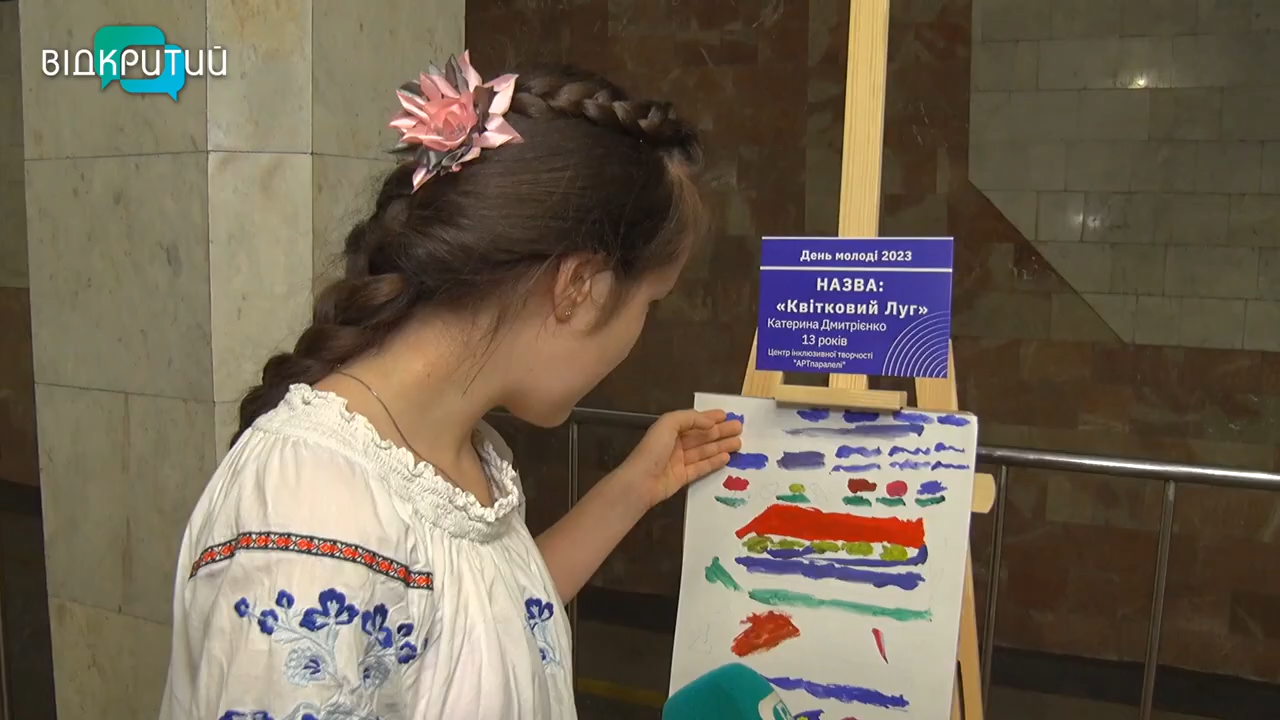 ВІДКРИТИЙ
День молоді 2023
НАЗВА:
«Квітковий Луг»
Катерина Дмитрієнко
13 років
Центр інклюзивної творчості
"АРТпаралелі"